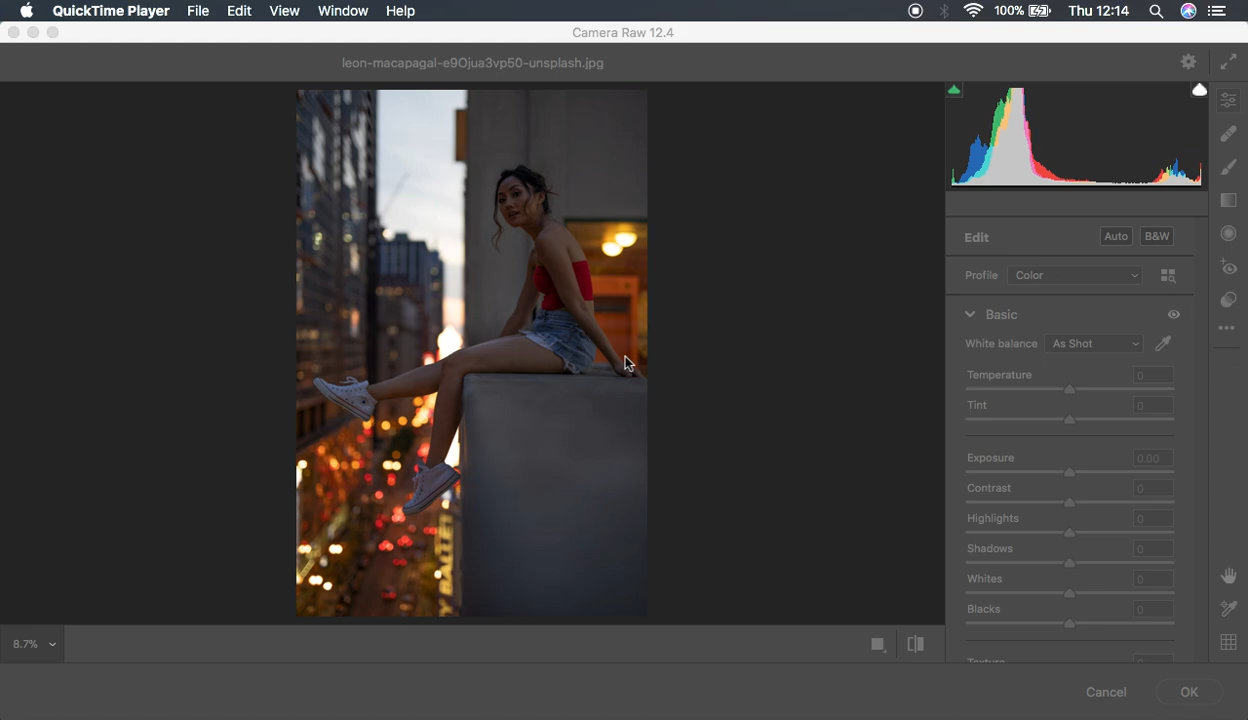 QuickTime Player File Edit View Window Help 100% Thu 12:14
Camera Raw 12.4
leon-macapagal-e9Ojua3vp50-unsplash.jpg
Edit Auto B&W
Profile Color
Basic
White balance As Shot
Temperature 0
Tint 0
Exposure 0.00
Contrast 0
Highlights 0
Shadows 0
Whites 0
Blacks 0
Texture
8.7%
Cancel OK